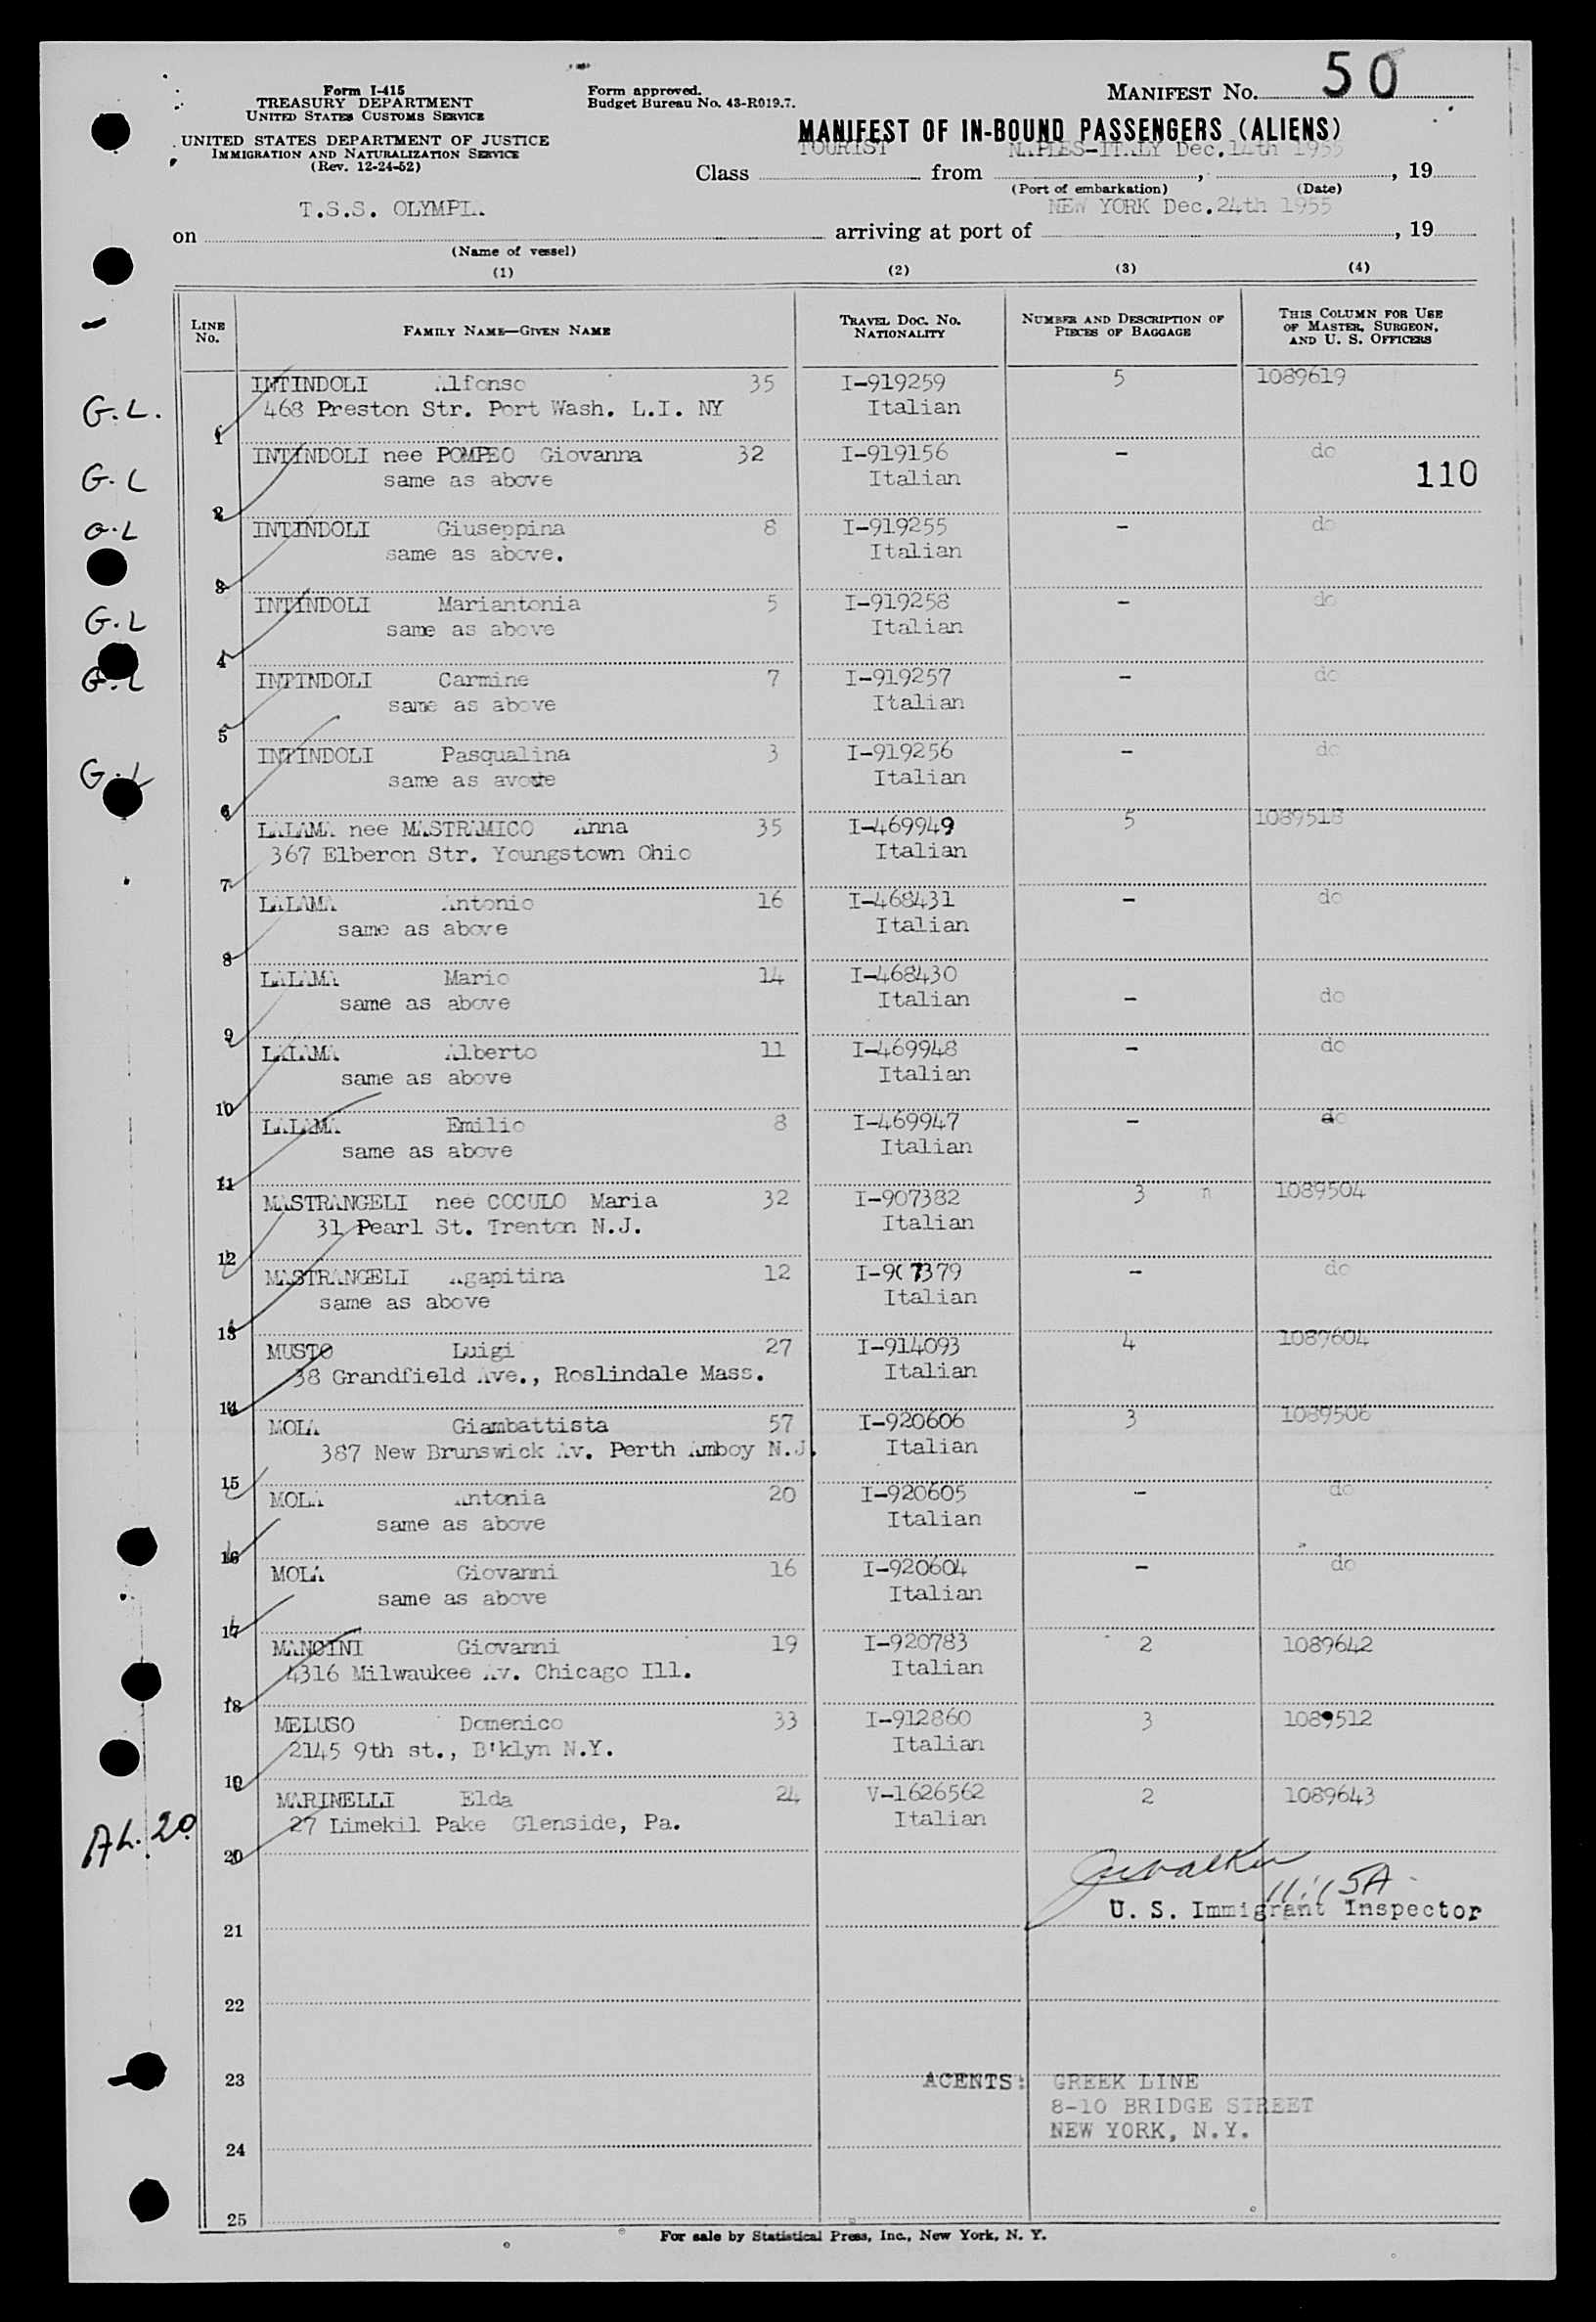 Form I-415
TREASURY DEPARTMENT
UNITED STATES CUSTOMS SERVICE
UNITED STATES DEPARTMENT OF JUSTICE
IMMIGRATION AND NATURALIZATION SERVICE
(Rev. 12-24-52)
Form approved.
Budget Bureau No. 43-R019.7.
MANIFEST No. 50
MANIFEST OF IN-BOUND PASSENGERS (ALIENS)
Class TOURIST from NAPLES-ITALY Dec.14th 1955, 19
(Port of embarkation) (Date)
on T.S.S. OLYMPIA arriving at port of NEW YORK Dec.24th 1955, 19
(Name of vessel)
(1) (2) (3) (4)
LINE No. FAMILY NAME—GIVEN NAME TRAVEL DOC. No. NATIONALITY NUMBER AND DESCRIPTION OF PIECES OF BAGGAGE THIS COLUMN FOR USE OF MASTER, SURGEON, AND U. S. OFFICERS
INTINDOLI Alfonso 35 I-919259 5 1089619
G.L. 468 Preston Str. Port Wash. L.I. NY Italian
1
INTINDOLI nee POMPEO Giovanna 32 I-919156 - do
G.L same as above Italian 110
2
INTINDOLI Giuseppina 8 I-919255 - do
G.L same as above. Italian
3
INTINDOLI Mariantonia 5 I-919258 - do
G.L same as above Italian
4
INTINDOLI Carmine 7 I-919257 - do
G.L same as above Italian
5
INTINDOLI Pasqualina 3 I-919256 - do
G.L same as avove Italian
6
LALAMA nee MASTRAMICO Anna 35 I-469949 5 1089518
367 Elberon Str. Youngstown Ohio Italian
7
LALAMA Antonio 16 I-468431 - do
same as above Italian
8
LALAMA Mario 14 I-468430
same as above Italian - do
9
LALAMA Alberto 11 I-469948 - do
same as above Italian
10
LALAMA Emilio 8 I-469947 - do
same as above Italian
11
MASTRANGELI nee COCULO Maria 32 I-907382 3 n 1089504
31 Pearl St. Trenton N.J. Italian
12
MASTRANGELI Agapitina 12 I-907379 - do
same as above Italian
13
MUSTO Luigi 27 I-914093 4 1089604
38 Grandfield Ave., Roslindale Mass. Italian
14
MOLA Giambattista 57 I-920606 3 1089506
387 New Brunswick Av. Perth Amboy N.J. Italian
15
MOLA Antonia 20 I-920605 - do
same as above Italian
16
MOLA Giovanni 16 I-920604 - do
same as above Italian
17
MANCINI Giovanni 19 I-920783 2 1089642
4316 Milwaukee Av. Chicago Ill. Italian
18
MELUSO Domenico 33 I-912860 3 1089512
2145 9th st., B'klyn N.Y. Italian
19
MARINELLI Elda 24 V-1626562 2 1089643
27 Limekil Pake Glenside, Pa. Italian
AL. 20
20
JWalker
11:15A
U. S. Immigrant Inspector
21
22
23 AGENTS: GREEK LINE
8-10 BRIDGE STREET
NEW YORK, N.Y.
24
25
For sale by Statistical Press, Inc., New York, N. Y.